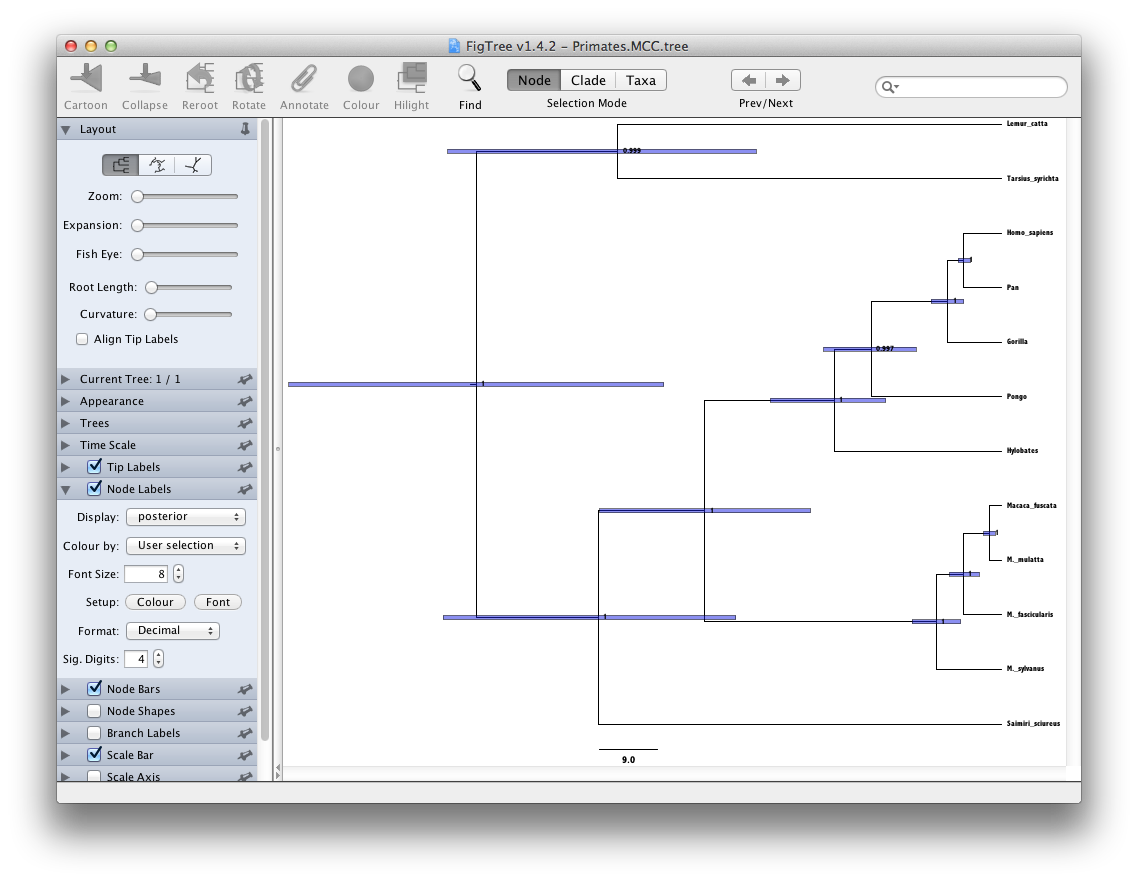 FigTree v1.4.2 – Primates.MCC.tree
Cartoon Collapse Reroot Rotate Annotate Colour Hilight Find
Node Clade Taxa
Selection Mode
Prev/Next
Layout
Zoom:
Expansion:
Fish Eye:
Root Length:
Curvature:
Align Tip Labels
Current Tree: 1 / 1
Appearance
Trees
Time Scale
Tip Labels
Node Labels
Display: posterior
Colour by: User selection
Font Size: 8
Setup: Colour Font
Format: Decimal
Sig. Digits: 4
Node Bars
Node Shapes
Branch Labels
Scale Bar
Scale Axis
Lemur_catta
0.999
Tarsius_syrichta
Homo_sapiens
1
Pan
1
Gorilla
0.997
1
Pongo
1
Hylobates
Macaca_fuscata
1
1
M._mulatta
1
M._fascicularis
1
1
M._sylvanus
Saimiri_sciureus
9.0